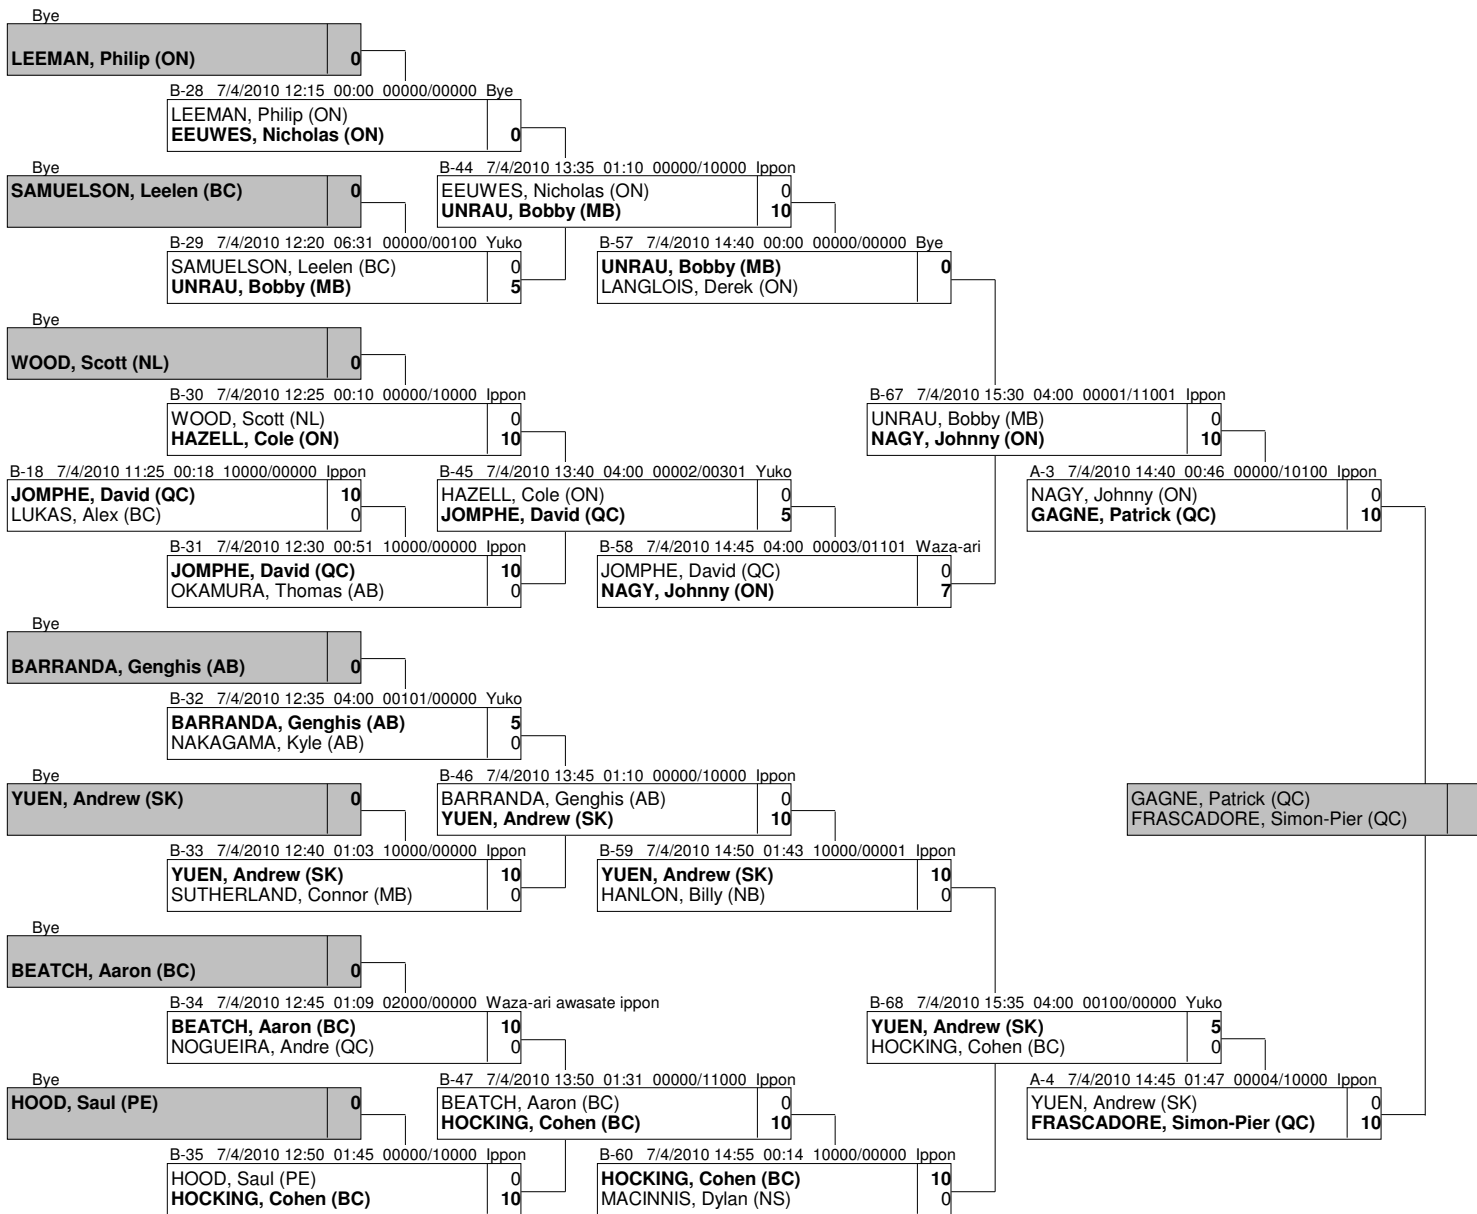 Bye
LEEMAN, Philip (ON) 0
B-28 7/4/2010 12:15 00:00 00000/00000 Bye
LEEMAN, Philip (ON)
EEUWES, Nicholas (ON) 0
Bye
SAMUELSON, Leelen (BC) 0
B-44 7/4/2010 13:35 01:10 00000/10000 Ippon
EEUWES, Nicholas (ON) 0
UNRAU, Bobby (MB) 10
B-29 7/4/2010 12:20 06:31 00000/00100 Yuko
SAMUELSON, Leelen (BC) 0
UNRAU, Bobby (MB) 5
B-57 7/4/2010 14:40 00:00 00000/00000 Bye
UNRAU, Bobby (MB) 0
LANGLOIS, Derek (ON)
Bye
WOOD, Scott (NL) 0
B-30 7/4/2010 12:25 00:10 00000/10000 Ippon
WOOD, Scott (NL) 0
HAZELL, Cole (ON) 10
B-67 7/4/2010 15:30 04:00 00001/11001 Ippon
UNRAU, Bobby (MB) 0
NAGY, Johnny (ON) 10
B-18 7/4/2010 11:25 00:18 10000/00000 Ippon
JOMPHE, David (QC) 10
LUKAS, Alex (BC) 0
B-45 7/4/2010 13:40 04:00 00002/00301 Yuko
HAZELL, Cole (ON) 0
JOMPHE, David (QC) 5
A-3 7/4/2010 14:40 00:46 00000/10100 Ippon
NAGY, Johnny (ON) 0
GAGNE, Patrick (QC) 10
B-31 7/4/2010 12:30 00:51 10000/00000 Ippon
JOMPHE, David (QC) 10
OKAMURA, Thomas (AB) 0
B-58 7/4/2010 14:45 04:00 00003/01101 Waza-ari
JOMPHE, David (QC) 0
NAGY, Johnny (ON) 7
Bye
BARRANDA, Genghis (AB) 0
B-32 7/4/2010 12:35 04:00 00101/00000 Yuko
BARRANDA, Genghis (AB) 5
NAKAGAMA, Kyle (AB) 0
Bye
YUEN, Andrew (SK) 0
B-46 7/4/2010 13:45 01:10 00000/10000 Ippon
BARRANDA, Genghis (AB) 0
YUEN, Andrew (SK) 10
GAGNE, Patrick (QC)
FRASCADORE, Simon-Pier (QC)
B-33 7/4/2010 12:40 01:03 10000/00000 Ippon
YUEN, Andrew (SK) 10
SUTHERLAND, Connor (MB) 0
B-59 7/4/2010 14:50 01:43 10000/00001 Ippon
YUEN, Andrew (SK) 10
HANLON, Billy (NB) 0
Bye
BEATCH, Aaron (BC) 0
B-34 7/4/2010 12:45 01:09 02000/00000 Waza-ari awasate ippon
BEATCH, Aaron (BC) 10
NOGUEIRA, Andre (QC) 0
B-68 7/4/2010 15:35 04:00 00100/00000 Yuko
YUEN, Andrew (SK) 5
HOCKING, Cohen (BC) 0
Bye
HOOD, Saul (PE) 0
B-47 7/4/2010 13:50 01:31 00000/11000 Ippon
BEATCH, Aaron (BC) 0
HOCKING, Cohen (BC) 10
A-4 7/4/2010 14:45 01:47 00004/10000 Ippon
YUEN, Andrew (SK) 0
FRASCADORE, Simon-Pier (QC) 10
B-35 7/4/2010 12:50 01:45 00000/10000 Ippon
HOOD, Saul (PE) 0
HOCKING, Cohen (BC) 10
B-60 7/4/2010 14:55 00:14 10000/00000 Ippon
HOCKING, Cohen (BC) 10
MACINNIS, Dylan (NS) 0